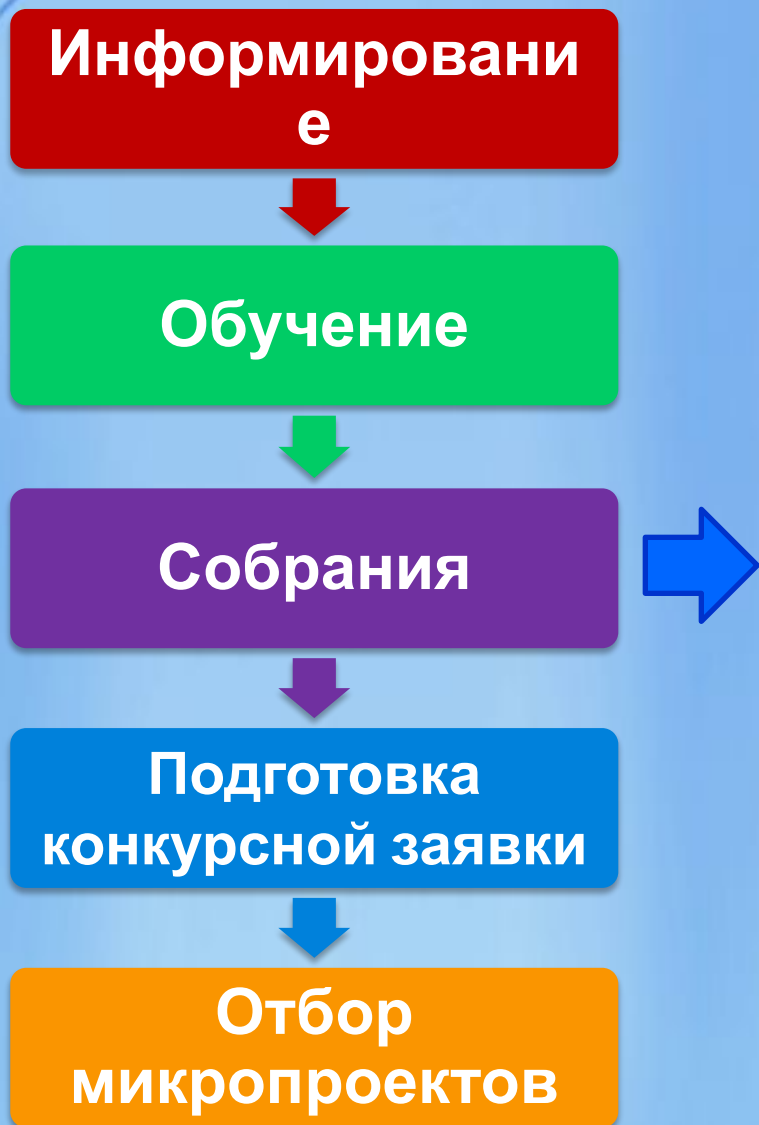 Информировани
е
Обучение
Собрания
Подготовка
конкурсной заявки
Отбор
микропроектов